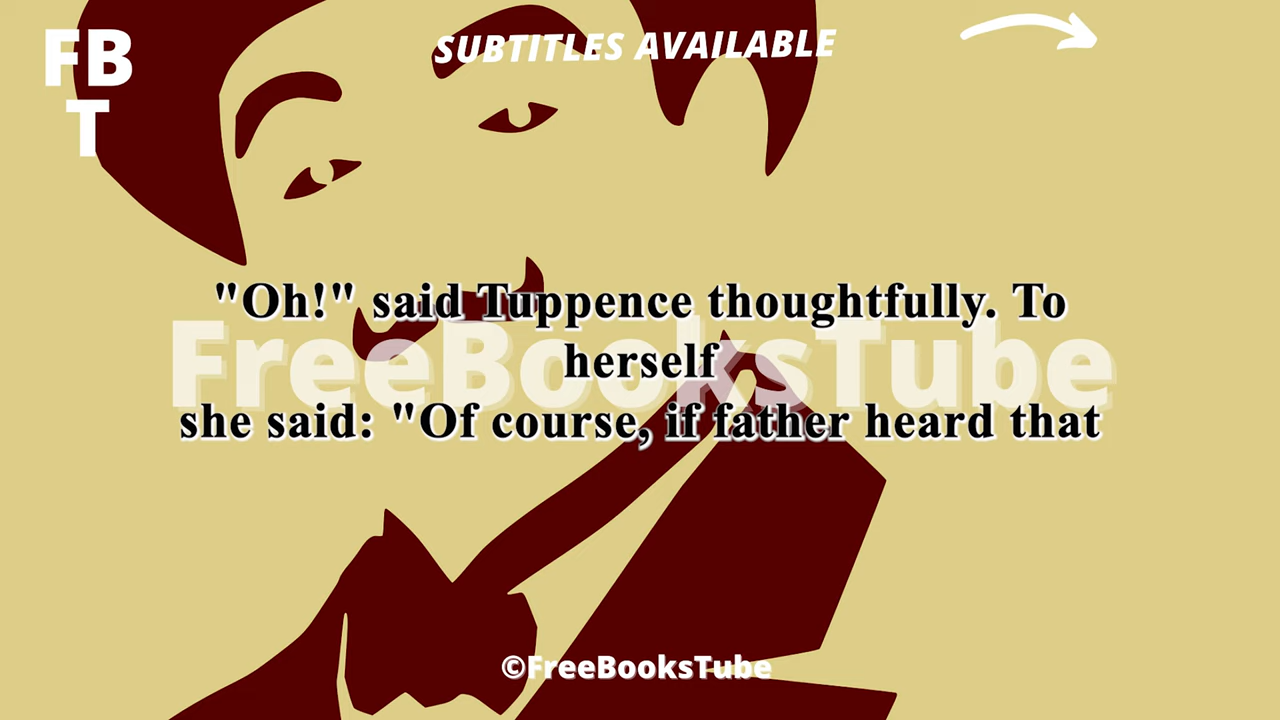 FB
T
SUBTITLES AVAILABLE
"Oh!" said Tuppence thoughtfully. To
herself
FreeBooksTube
she said: "Of course, if father heard that
©FreeBooksTube